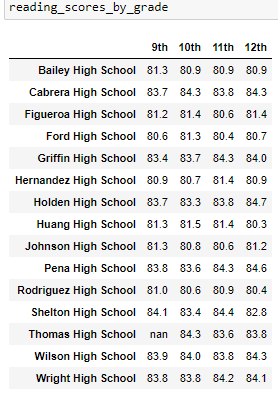 reading_scores_by_grade
9th 10th 11th 12th
Bailey High School 81.3 80.9 80.9 80.9
Cabrera High School 83.7 84.3 83.8 84.3
Figueroa High School 81.2 81.4 80.6 81.4
Ford High School 80.6 81.3 80.4 80.7
Griffin High School 83.4 83.7 84.3 84.0
Hernandez High School 80.9 80.7 81.4 80.9
Holden High School 83.7 83.3 83.8 84.7
Huang High School 81.3 81.5 81.4 80.3
Johnson High School 81.3 80.8 80.6 81.2
Pena High School 83.8 83.6 84.3 84.6
Rodriguez High School 81.0 80.6 80.9 80.4
Shelton High School 84.1 83.4 84.4 82.8
Thomas High School nan 84.3 83.6 83.8
Wilson High School 83.9 84.0 83.8 84.3
Wright High School 83.8 83.8 84.2 84.1